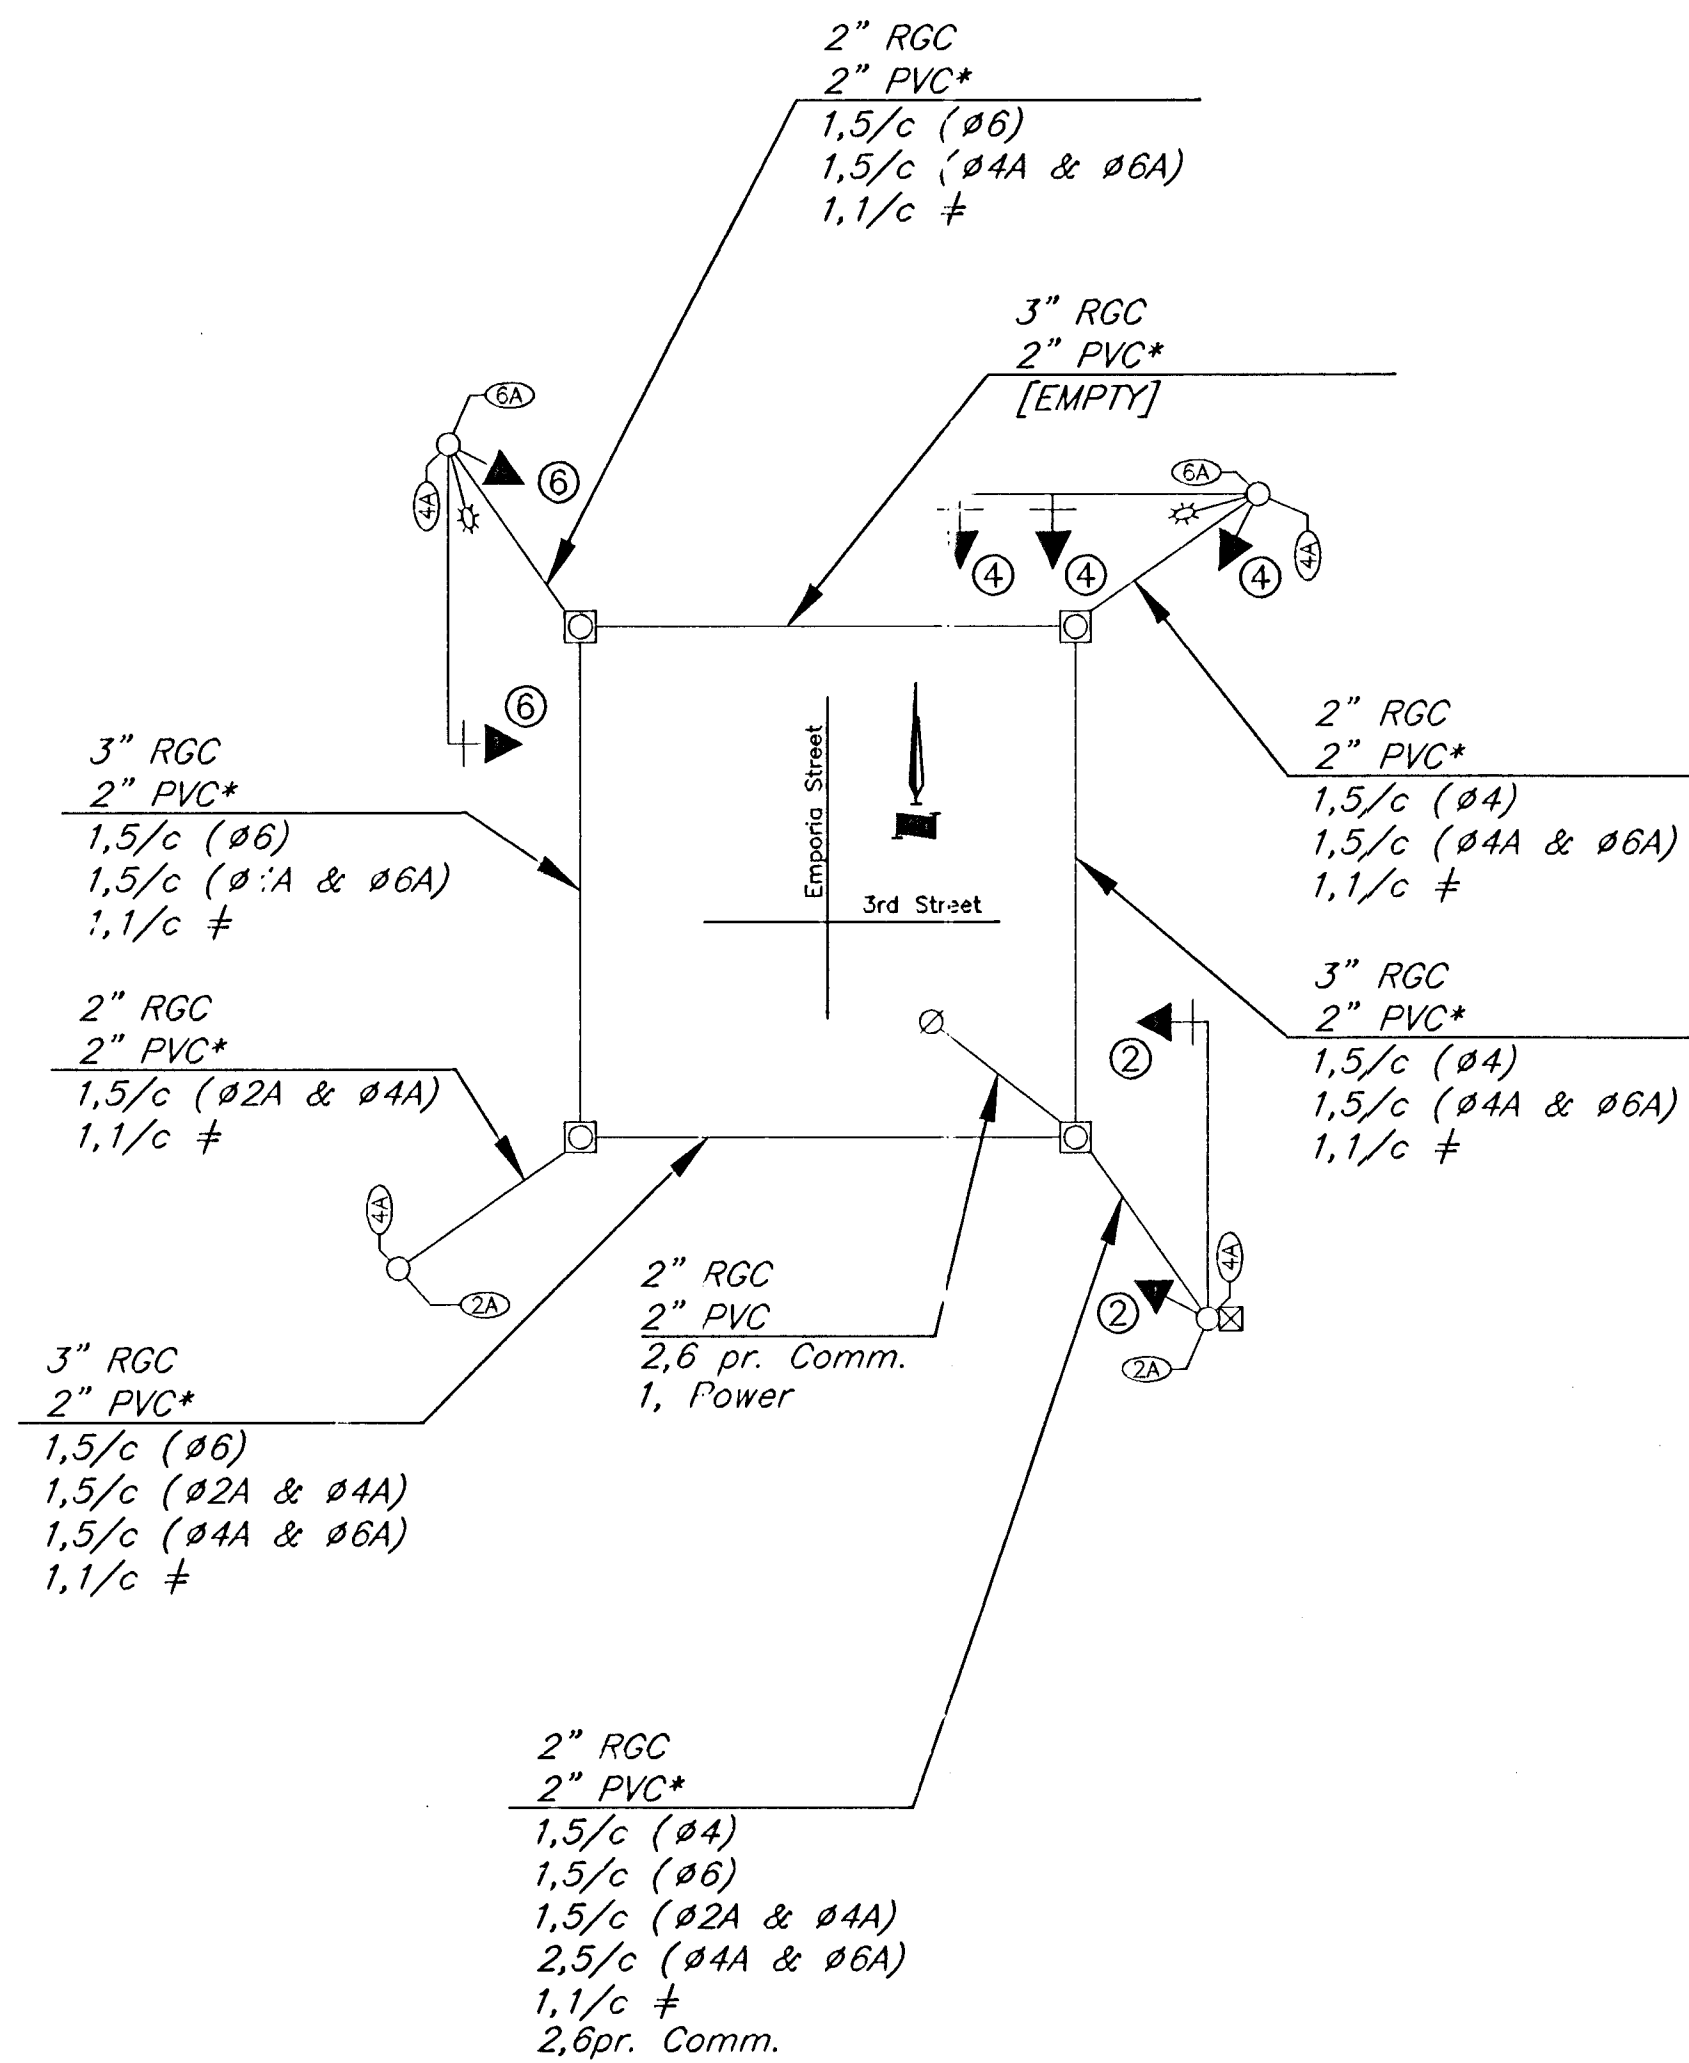 2” RGC
2” PVC*
1,5/c (ø6)
1,5/c (ø4A & ø6A)
1,1/c ≠
3” RGC
2” PVC*
[EMPTY]
6A
4A
6
6
6A
4A
4
4
4
Emporia Street
3rd Street
3” RGC
2” PVC*
1,5/c (ø6)
1,5/c (ø A & ø6A)
1,1/c ≠
2” RGC
2” PVC*
1,5/c (ø4)
1,5/c (ø4A & ø6A)
1,1/c ≠
2” RGC
2” PVC*
1,5/c (ø2A & ø4A)
1,1/c ≠
3” RGC
2” PVC*
1,5/c (ø4)
1,5/c (ø4A & ø6A)
1,1/c ≠
Ø
2
2
4A
2A
4A
2A
2” RGC
2” PVC
2,6 pr. Comm.
1, Power
3” RGC
2” PVC*
1,5/c (ø6)
1,5/c (ø2A & ø4A)
1,5/c (ø4A & ø6A)
1,1/c ≠
2” RGC
2” PVC*
1,5/c (ø4)
1,5/c (ø6)
1,5/c (ø2A & ø4A)
2,5/c (ø4A & ø6A)
1,1/c ≠
2,6pr. Comm.